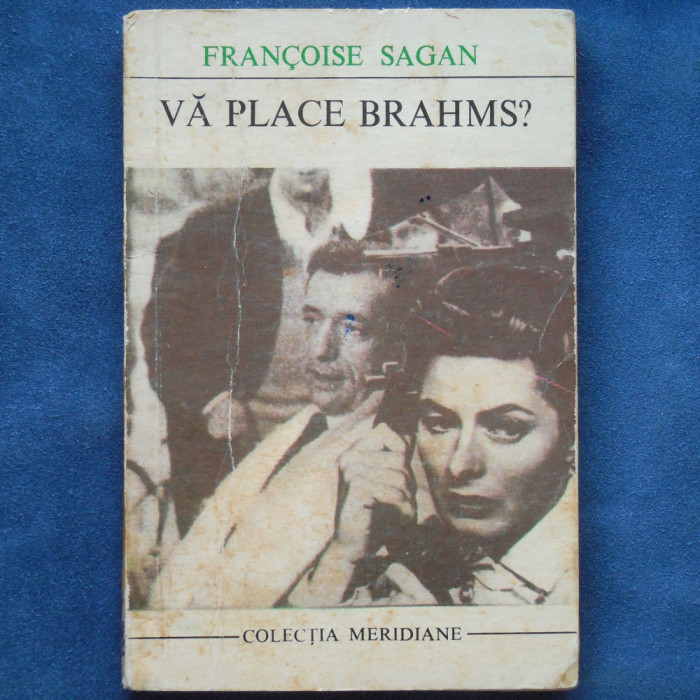 FRANÇOISE SAGAN
VĂ PLACE BRAHMS?
COLECȚIA MERIDIANE